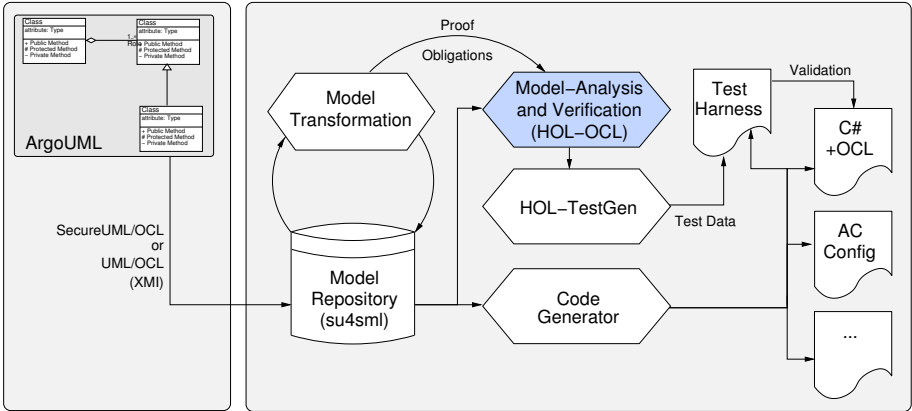 Class
attribute: Type
+ Public Method
# Protected Method
− Private Method
Class
attribute: Type
+ Public Method
# Protected Method
− Private Method
Role
Class
attribute: Type
+ Public Method
# Protected Method
− Private Method
ArgoUML
SecureUML/OCL
or
UML/OCL
(XMI)
Proof
Obligations
Model
Transformation
Model
Repository
(su4sml)
Model−Analysis
and Verification
(HOL−OCL)
HOL−TestGen
Code
Generator
Test Data
Test
Harness
Validation
C#
+OCL
AC
Config
...